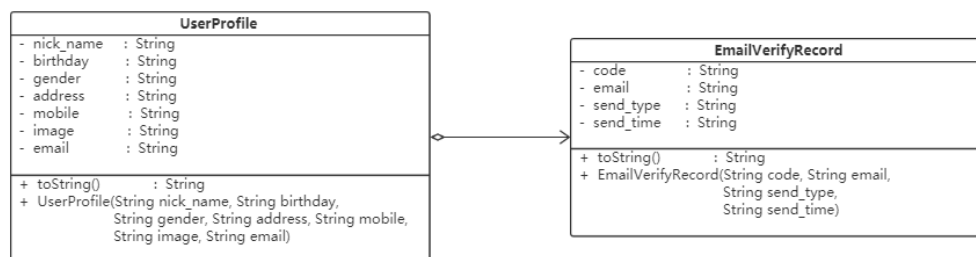 UserProfile
- nick_name : String
- birthday : String
- gender : String
- address : String
- mobile : String
- image : String
- email : String
+ toString() : String
+ UserProfile(String nick_name, String birthday,
String gender, String address, String mobile,
String image, String email)
EmailVerifyRecord
- code : String
- email : String
- send_type : String
- send_time : String
+ toString() : String
+ EmailVerifyRecord(String code, String email,
String send_type,
String send_time)